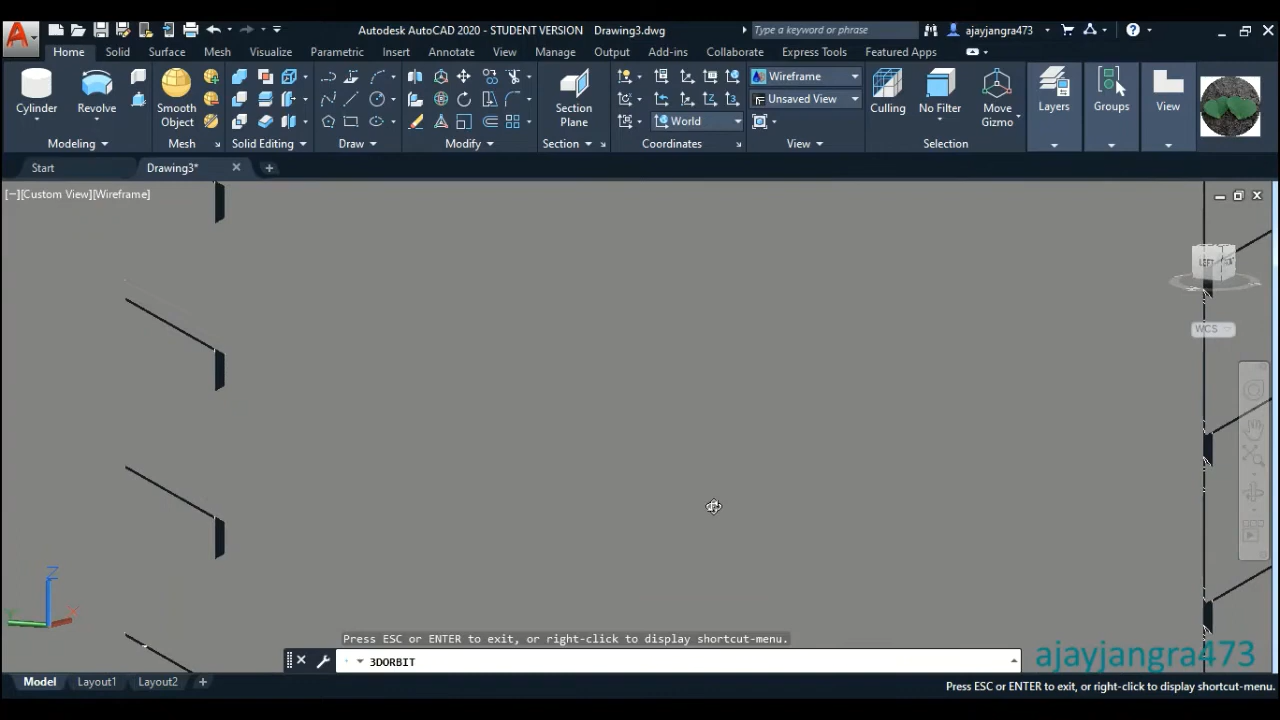 Autodesk AutoCAD 2020 - STUDENT VERSION Drawing3.dwg
Type a keyword or phrase
ajayjangra473
Home Solid Surface Mesh Visualize Parametric Insert Annotate View Manage Output Add-ins Collaborate Express Tools Featured Apps
Cylinder
Revolve
Smooth
Object
Section
Plane
Wireframe
Unsaved View
World
Culling
No Filter
Move
Gizmo
Layers
Groups
View
Modeling Mesh Solid Editing Draw Modify Section Coordinates View Selection
Start
Drawing3*
[−][Custom View][Wireframe]
LEFT
WCS
Z
Y
X
Press ESC or ENTER to exit, or right-click to display shortcut-menu.
3DORBIT
ajayjangra473
Model Layout1 Layout2
Press ESC or ENTER to exit, or right-click to display shortcut-menu.